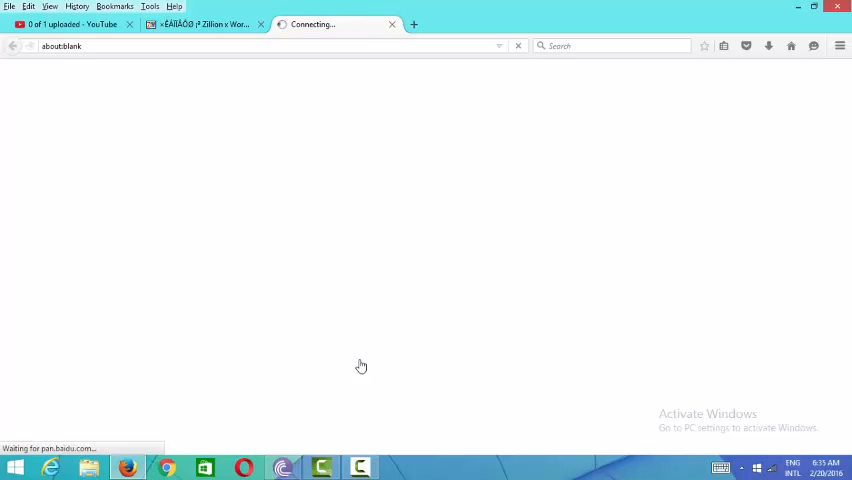 File Edit View History Bookmarks Tools Help
0 of 1 uploaded - YouTube
×ÊÁÏÏÂÔØ ¡² Zillion x Wor...
Connecting...
about:blank
Search
Activate Windows
Go to PC settings to activate Windows.
Waiting for pan.baidu.com...
ENG
INTL
6:35 AM
2/20/2016